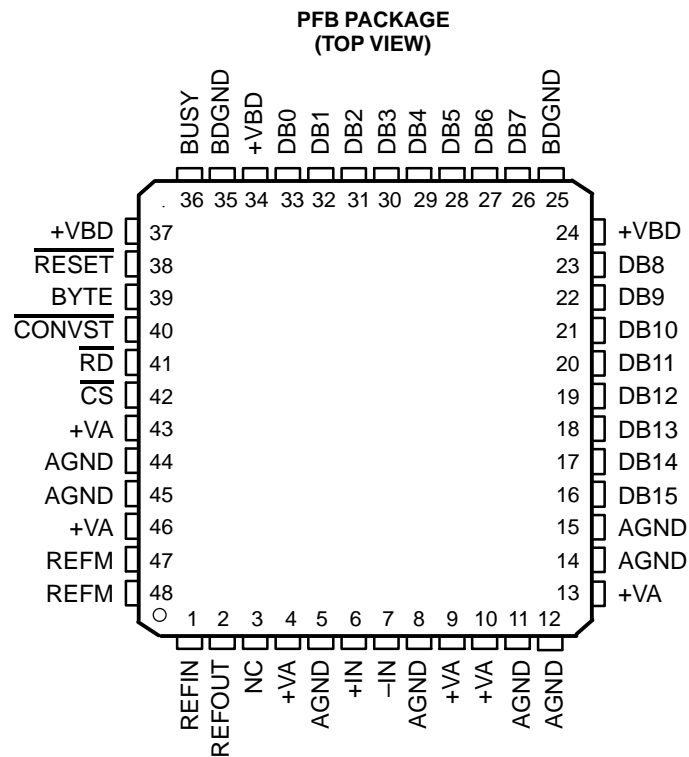 PFB PACKAGE
(TOP VIEW)
BUSY BDGND +VBD DB0 DB1 DB2 DB3 DB4 DB5 DB6 DB7 BDGND
36 35 34 33 32 31 30 29 28 27 26 25
+VBD 37 24 +VBD
RESET 38 23 DB8
BYTE 39 22 DB9
CONVST 40 21 DB10
RD 41 20 DB11
CS 42 19 DB12
+VA 43 18 DB13
AGND 44 17 DB14
AGND 45 16 DB15
+VA 46 15 AGND
REFM 47 14 AGND
REFM 48 13 +VA
1 2 3 4 5 6 7 8 9 10 11 12
REFIN REFOUT NC +VA AGND +IN –IN AGND +VA +VA AGND AGND